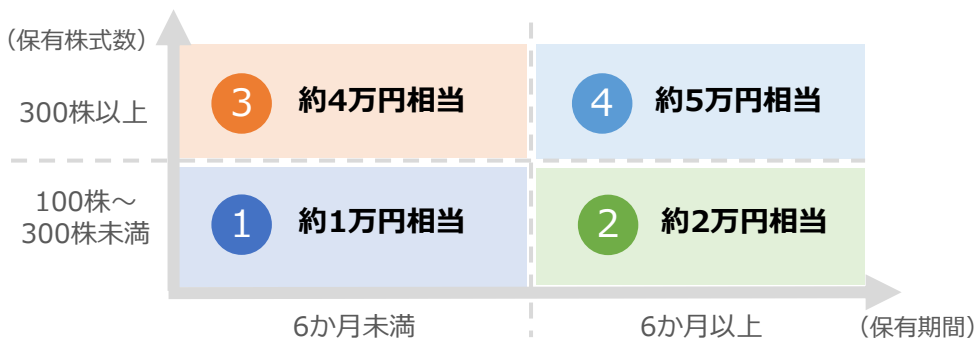 (保有株式数)
300株以上
3 約4万円相当
4 約5万円相当
100株～
300株未満
1 約1万円相当
2 約2万円相当
6か月未満
6か月以上
(保有期間)